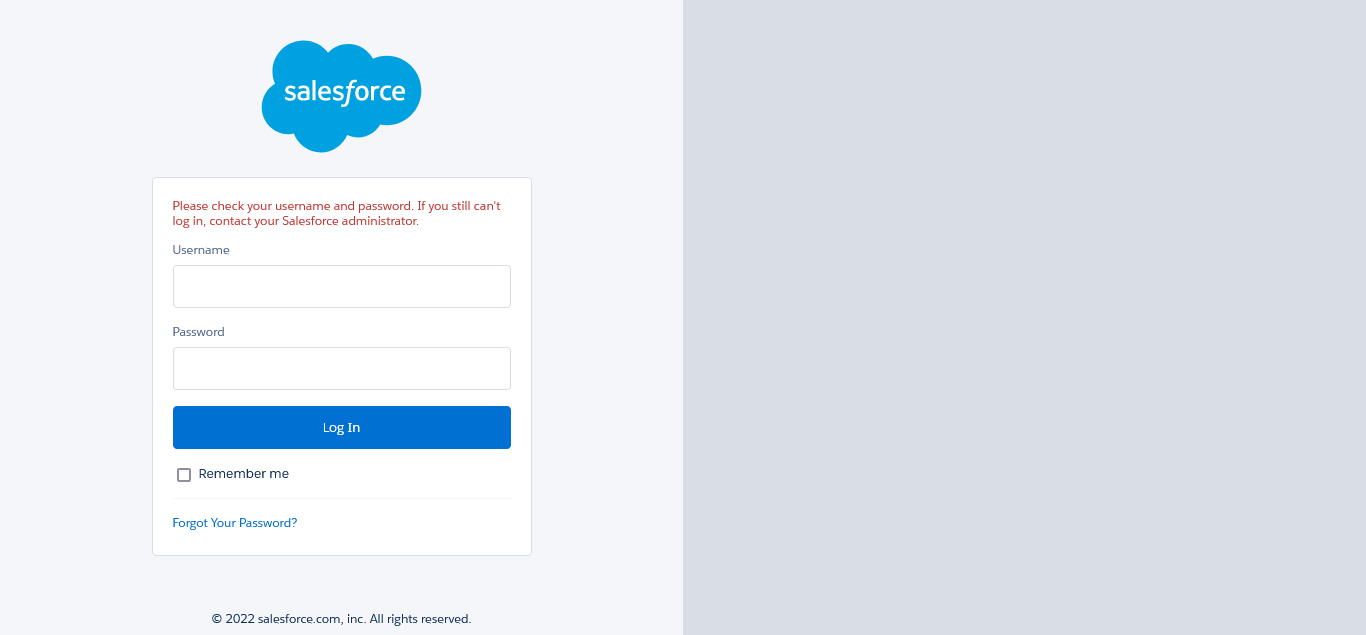 salesforce
Please check your username and password. If you still can't
log in, contact your Salesforce administrator.
Username
Password
Log In
Remember me
Forgot Your Password?
© 2022 salesforce.com, inc. All rights reserved.